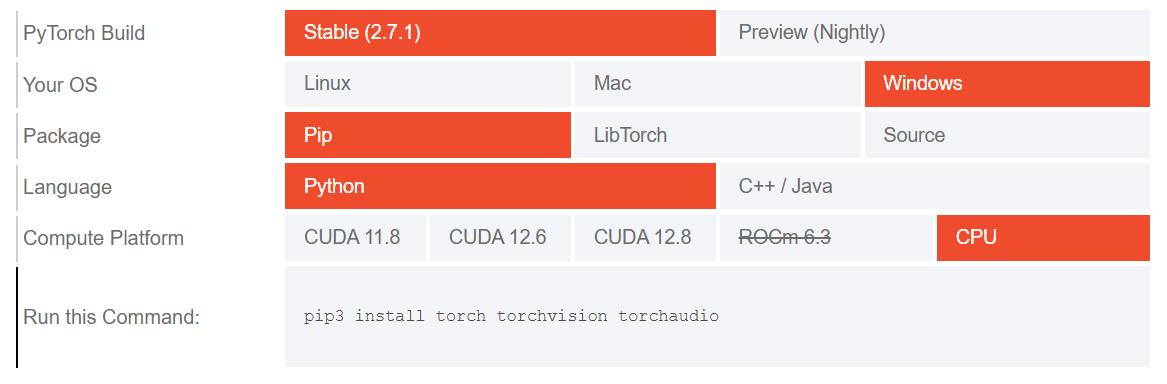 PyTorch Build Stable (2.7.1) Preview (Nightly)
Your OS Linux Mac Windows
Package Pip LibTorch Source
Language Python C++ / Java
Compute Platform CUDA 11.8 CUDA 12.6 CUDA 12.8 ROCm 6.3 CPU
Run this Command: pip3 install torch torchvision torchaudio